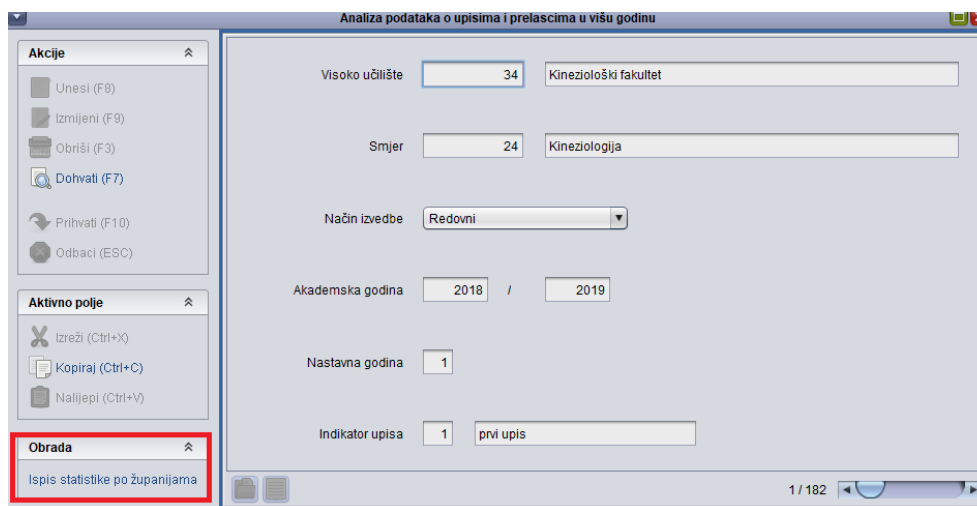 Analiza podataka o upisima i prelascima u višu godinu
Akcije
Unesi (F8)
Izmijeni (F9)
Obriši (F3)
Dohvati (F7)
Prihvati (F10)
Odbaci (ESC)
Aktivno polje
Izreži (Ctrl+X)
Kopiraj (Ctrl+C)
Nalijepi (Ctrl+V)
Obrada
Ispis statistike po županijama
Visoko učilište 34 Kineziološki fakultet
Smjer 24 Kineziologija
Način izvedbe Redovni
Akademska godina 2018 / 2019
Nastavna godina 1
Indikator upisa 1 prvi upis
1 / 182